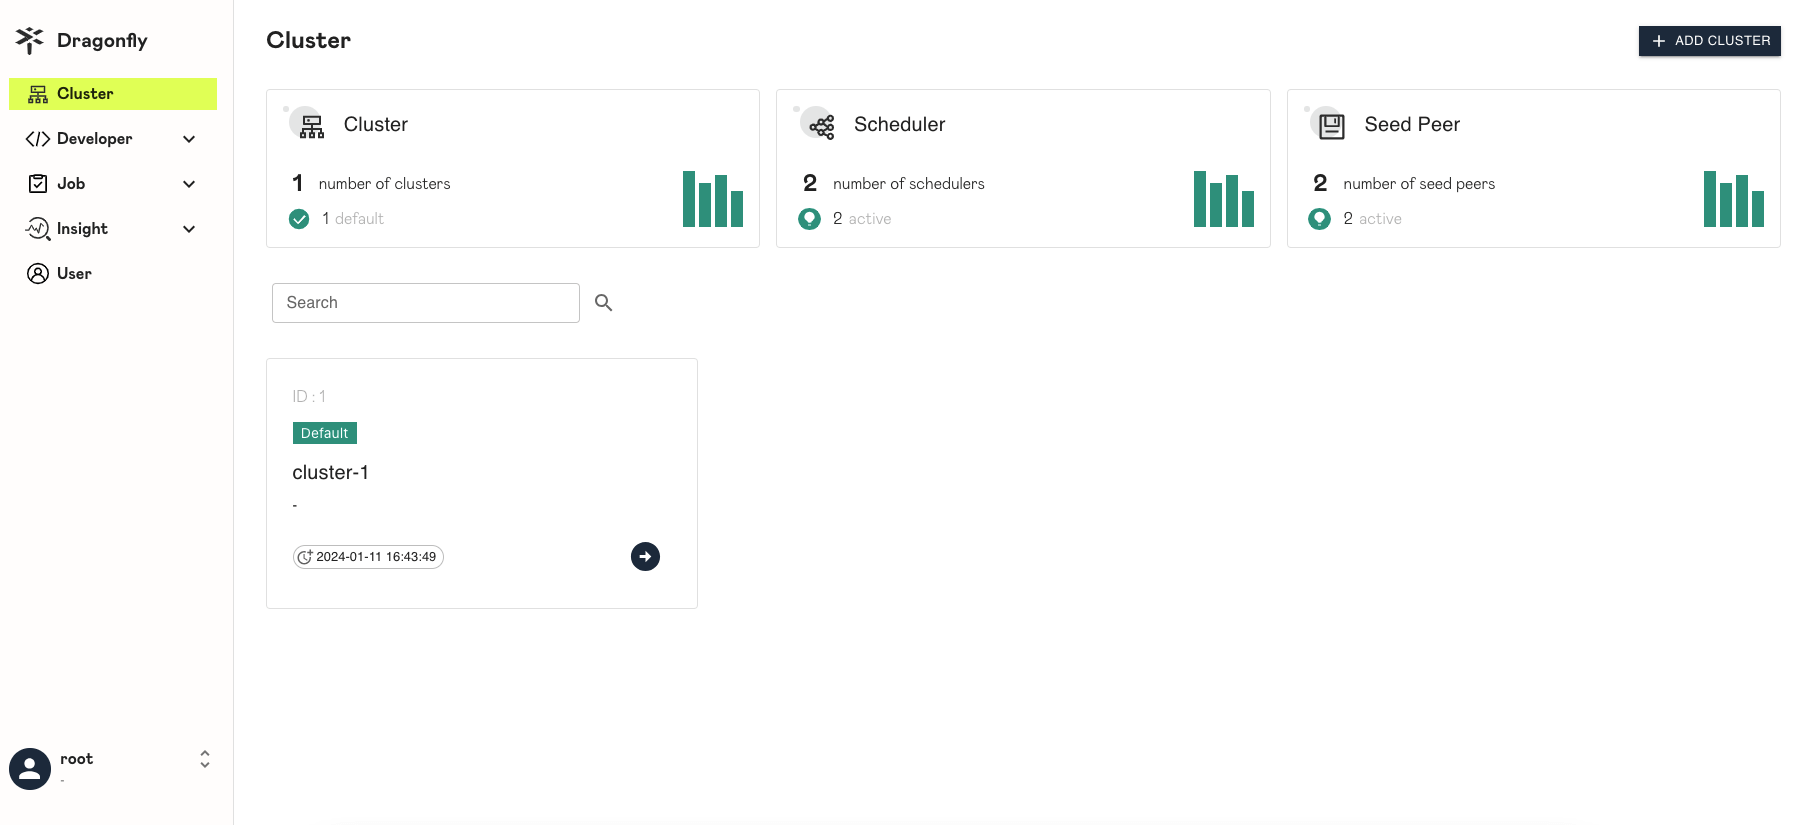 Dragonfly
Cluster
Developer
Job
Insight
User
root
-
Cluster
ADD CLUSTER
Cluster
1 number of clusters
1 default
Scheduler
2 number of schedulers
2 active
Seed Peer
2 number of seed peers
2 active
Search
ID : 1
Default
cluster-1
-
2024-01-11 16:43:49